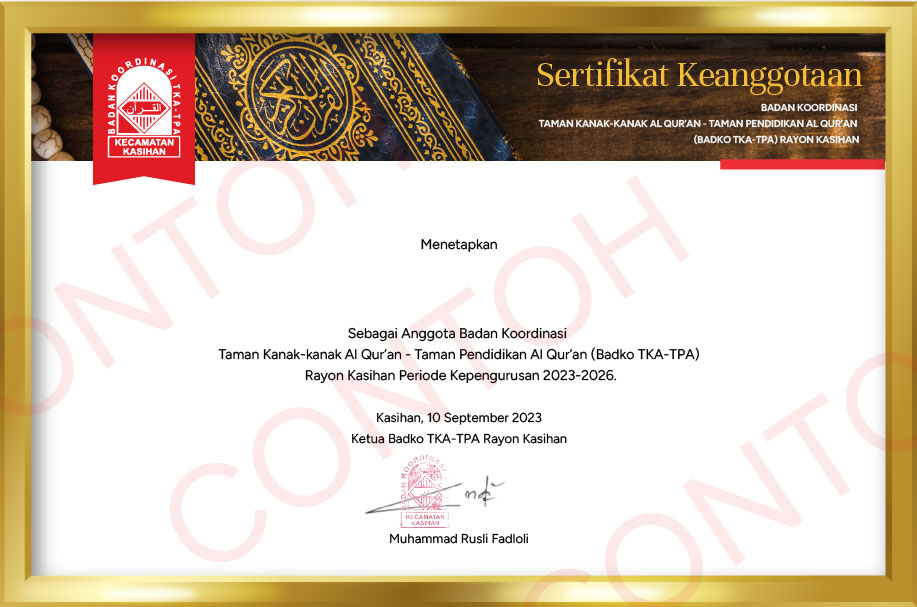 BADAN KOORDINASI TKA-TPA
القرآن
KECAMATAN
KASIHAN
Sertifikat Keanggotaan
BADAN KOORDINASI
TAMAN KANAK-KANAK AL QUR'AN - TAMAN PENDIDIKAN AL QUR'AN
(BADKO TKA-TPA) RAYON KASIHAN
CONTOH
CONTOH
CONTOH
Menetapkan
Sebagai Anggota Badan Koordinasi
Taman Kanak-kanak Al Qur'an - Taman Pendidikan Al Qur'an (Badko TKA-TPA)
Rayon Kasihan Periode Kepengurusan 2023-2026.
Kasihan, 10 September 2023
Ketua Badko TKA-TPA Rayon Kasihan
BADAN KOORDINASI
KECAMATAN
KASIHAN
Muhammad Rusli Fadloli